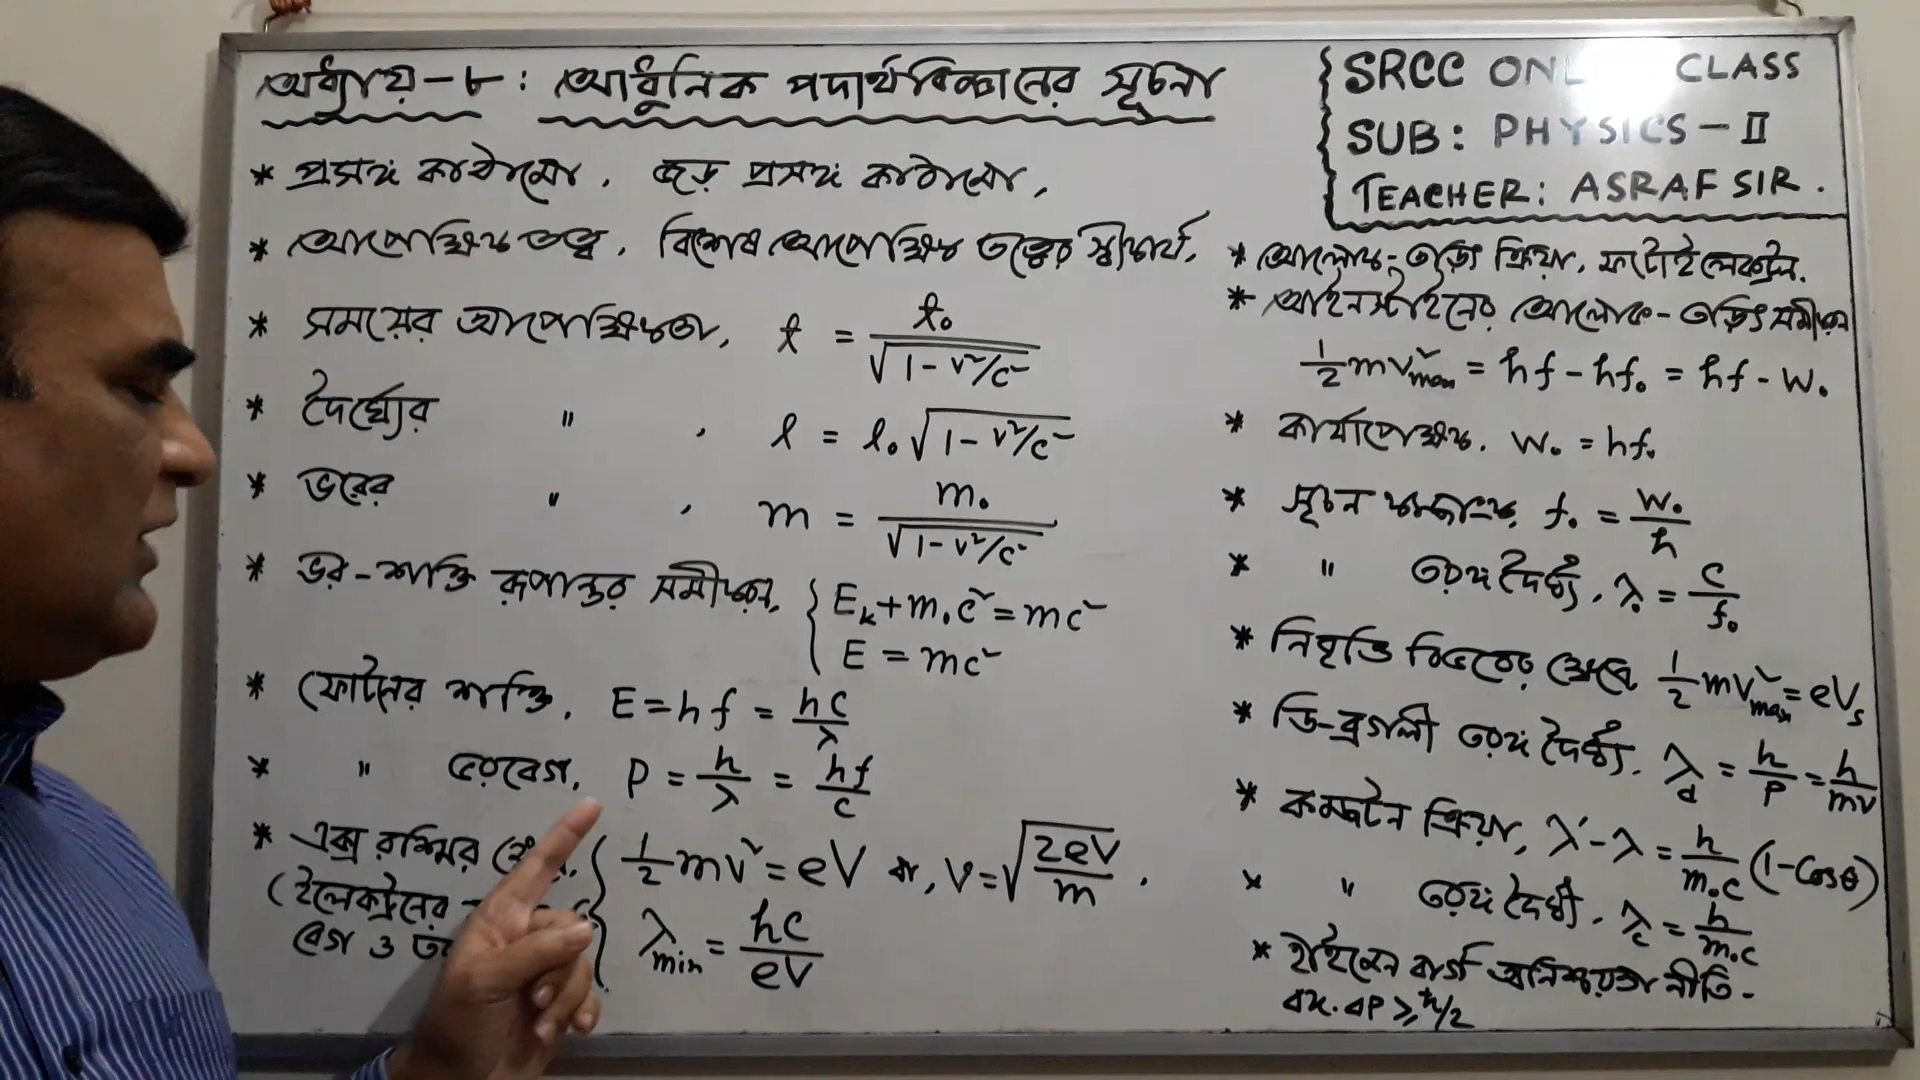 অধ্যায়-৮: আধুনিক পদার্থবিজ্ঞানের সূচনা
* প্রসঙ্গ কাঠামো, জড় প্রসঙ্গ কাঠামো,
* আপেক্ষিক তত্ত্ব, বিশেষ আপেক্ষিক তত্ত্বের স্বীকার্য,
* সময়ের আপেক্ষিকতা, t = t₀/√(1-v²/c²)
* দৈর্ঘ্যের " , l = l₀√(1-v²/c²)
* ভরের " , m = m₀/√(1-v²/c²)
* ভর-শক্তি রূপান্তর সমীকরণ, { Eₖ+m₀c²=mc²
E = mc²
* ফোটনের শক্তি, E=hf = hc/λ
* " ভরবেগ, P = h/λ = hf/c
* এক্স রশ্মির { ½mv²=eV বা, v=√(2eV/m) .
(ইলেকট্রনের
বেগ ও λmin = hc/eV
SRCC ONL CLASS
SUB: PHYSICS-II
TEACHER: ASRAF SIR.
* আলোক-তড়িৎ ক্রিয়া, ফটোইলেকট্রন.
* আইনস্টাইনের আলোক-তড়িৎ সমীকরণ
½mv²max = hf-hf₀ = hf-W₀
* কার্যাপেক্ষক, W₀ = hf₀
* সূচন কম্পাংক, f₀ = W₀/h
* " তরঙ্গ দৈর্ঘ্য, λ₀ = c/f₀
* নিবৃত্তি বিভবের ক্ষেত্রে ½mv²max = eVs
* ডি-ব্রগলী তরঙ্গ দৈর্ঘ্য, λd = h/P = h/mv
* কম্পটন ক্রিয়া, λ'-λ = h/m₀c (1-Cosθ)
* " তরঙ্গ দৈর্ঘ্য, λc = h/m₀c
* হাইজেনবার্গ অনিশ্চয়তা নীতি-
Δx.ΔP ≥ ħ/2